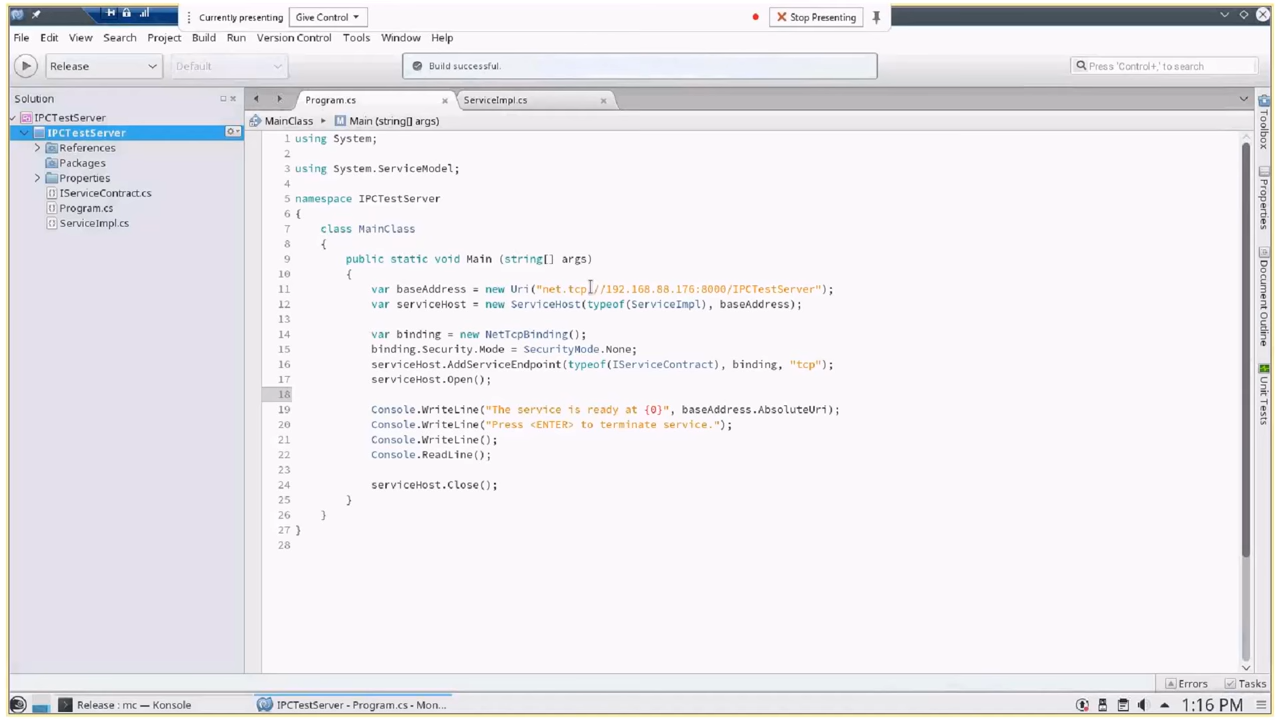 Currently presenting
Give Control
Stop Presenting
File Edit View Search Project Build Run Version Control Tools Window Help
Release
Default
Build successful.
Press 'Control+,' to search
Solution
Program.cs
ServiceImpl.cs
IPCTestServer
IPCTestServer
References
Packages
Properties
IServiceContract.cs
Program.cs
ServiceImpl.cs
MainClass
Main (string[] args)
1 using System;
2
3 using System.ServiceModel;
4
5 namespace IPCTestServer
6 {
7 class MainClass
8 {
9 public static void Main (string[] args)
10 {
11 var baseAddress = new Uri("net.tcp://192.168.88.176:8000/IPCTestServer");
12 var serviceHost = new ServiceHost(typeof(ServiceImpl), baseAddress);
14 var binding = new NetTcpBinding();
15 binding.Security.Mode = SecurityMode.None;
16 serviceHost.AddServiceEndpoint(typeof(IServiceContract), binding, "tcp");
17 serviceHost.Open();
18
19 Console.WriteLine("The service is ready at {0}", baseAddress.AbsoluteUri);
20 Console.WriteLine("Press <ENTER> to terminate service.");
21 Console.WriteLine();
22 Console.ReadLine();
23
24 serviceHost.Close();
25 }
26 }
27 }
28
Toolbox
Properties
Document Outline
Unit Tests
Errors
Tasks
Release : mc — Konsole
IPCTestServer - Program.cs - Mon...
1:16 PM